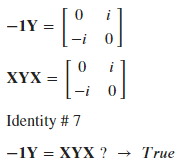 −1Y = [ 0 i
−i 0 ]
XYX = [ 0 i
−i 0 ]
Identity # 7
−1Y = XYX ? → True